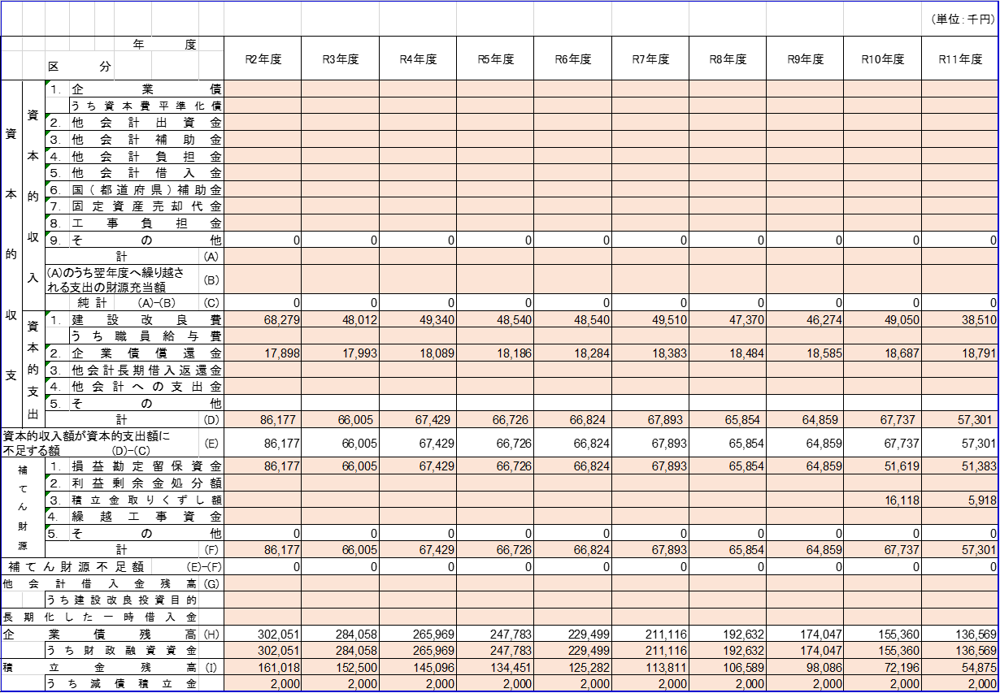 （単位：千円）
年 度
区 分 R2年度 R3年度 R4年度 R5年度 R6年度 R7年度 R8年度 R9年度 R10年度 R11年度
資本的収支
資本的収入
1. 企業債
うち資本費平準化債
2. 他会計出資金
3. 他会計補助金
4. 他会計負担金
5. 他会計借入金
6. 国（都道府県）補助金
7. 固定資産売却代金
8. 工事負担金
9. その他 0 0 0 0 0 0 0 0 0 0
計 (A)
(A)のうち翌年度へ繰り越さ
れる支出の財源充当額 (B)
純計 (A)-(B) (C) 0 0 0 0 0 0 0 0 0 0
資本的支出
1. 建設改良費 68,279 48,012 49,340 48,540 48,540 49,510 47,370 46,274 49,050 38,510
うち職員給与費
2. 企業債償還金 17,898 17,993 18,089 18,186 18,284 18,383 18,484 18,585 18,687 18,791
3. 他会計長期借入返還金
4. 他会計への支出金
5. その他
計 (D) 86,177 66,005 67,429 66,726 66,824 67,893 65,854 64,859 67,737 57,301
資本的収入額が資本的支出額に
不足する額 (D)-(C) (E) 86,177 66,005 67,429 66,726 66,824 67,893 65,854 64,859 67,737 57,301
補てん財源
1. 損益勘定留保資金 86,177 66,005 67,429 66,726 66,824 67,893 65,854 64,859 51,619 51,383
2. 利益剰余金処分額
3. 積立金取りくずし額 16,118 5,918
4. 繰越工事資金
5. その他 0 0 0 0 0 0 0 0 0 0
計 (F) 86,177 66,005 67,429 66,726 66,824 67,893 65,854 64,859 67,737 57,301
補てん財源不足額 (E)-(F) 0 0 0 0 0 0 0 0 0 0
他会計借入金残高 (G)
うち建設改良投資目的
長期化した一時借入金
企業債残高 (H) 302,051 284,058 265,969 247,783 229,499 211,116 192,632 174,047 155,360 136,569
うち財政融資資金 302,051 284,058 265,969 247,783 229,499 211,116 192,632 174,047 155,360 136,569
積立金残高 (I) 161,018 152,500 145,096 134,451 125,282 113,811 106,589 98,086 72,196 54,875
うち減債積立金 2,000 2,000 2,000 2,000 2,000 2,000 2,000 2,000 2,000 2,000